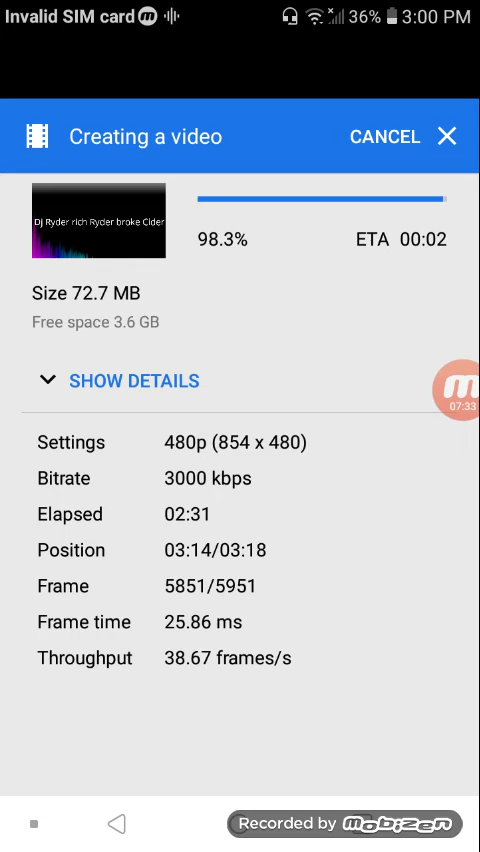 Invalid SIM card
36% 3:00 PM
Creating a video
CANCEL
Dj Ryder rich Ryder broke Cider
98.3%
ETA 00:02
Size 72.7 MB
Free space 3.6 GB
SHOW DETAILS
07:33
Settings 480p (854 x 480)
Bitrate 3000 kbps
Elapsed 02:31
Position 03:14/03:18
Frame 5851/5951
Frame time 25.86 ms
Throughput 38.67 frames/s
Recorded by mobizen